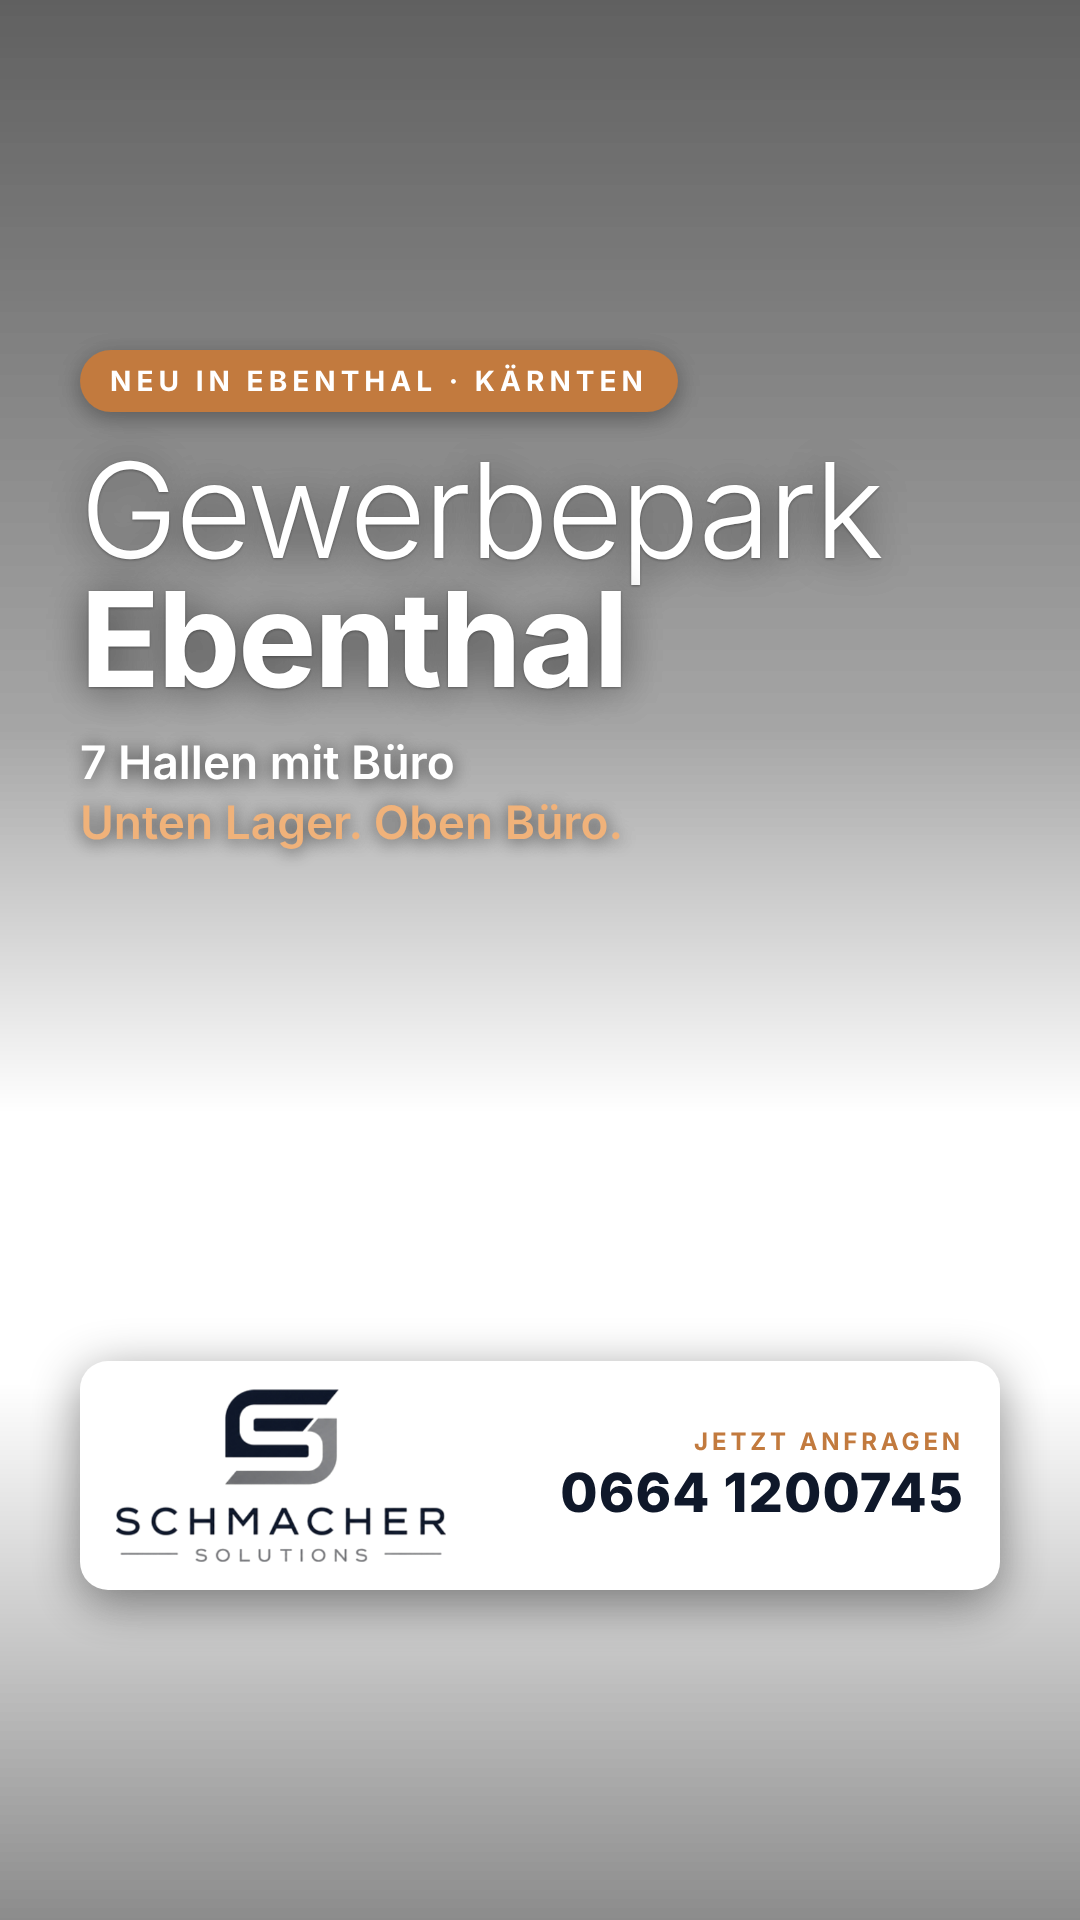 NEU IN EBENTHAL · KÄRNTEN
Gewerbepark
Ebenthal
7 Hallen mit Büro
Unten Lager. Oben Büro.
SCHMACHER
SOLUTIONS
JETZT ANFRAGEN
0664 1200745